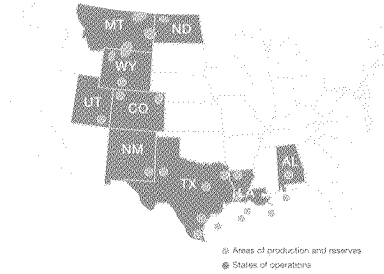 MT
ND
WY
UT
CO
NM
TX
LA
AL
Areas of production and reserves
States of operations